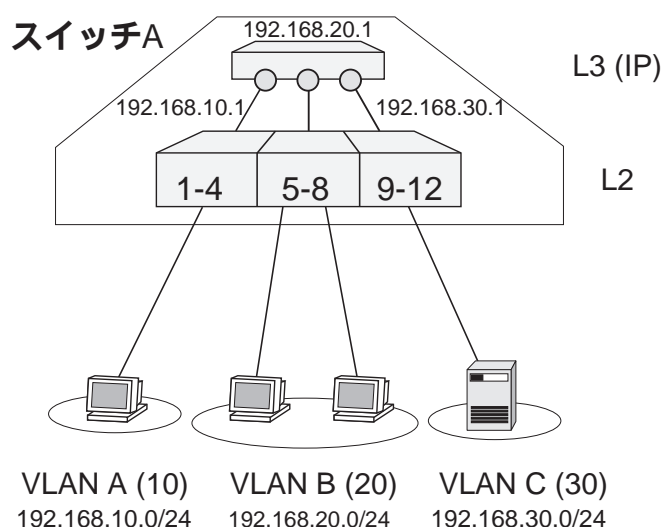 スイッチA
192.168.20.1
L3 (IP)
192.168.10.1
192.168.30.1
1-4
5-8
9-12
L2
VLAN A (10)
VLAN B (20)
VLAN C (30)
192.168.10.0/24
192.168.20.0/24
192.168.30.0/24